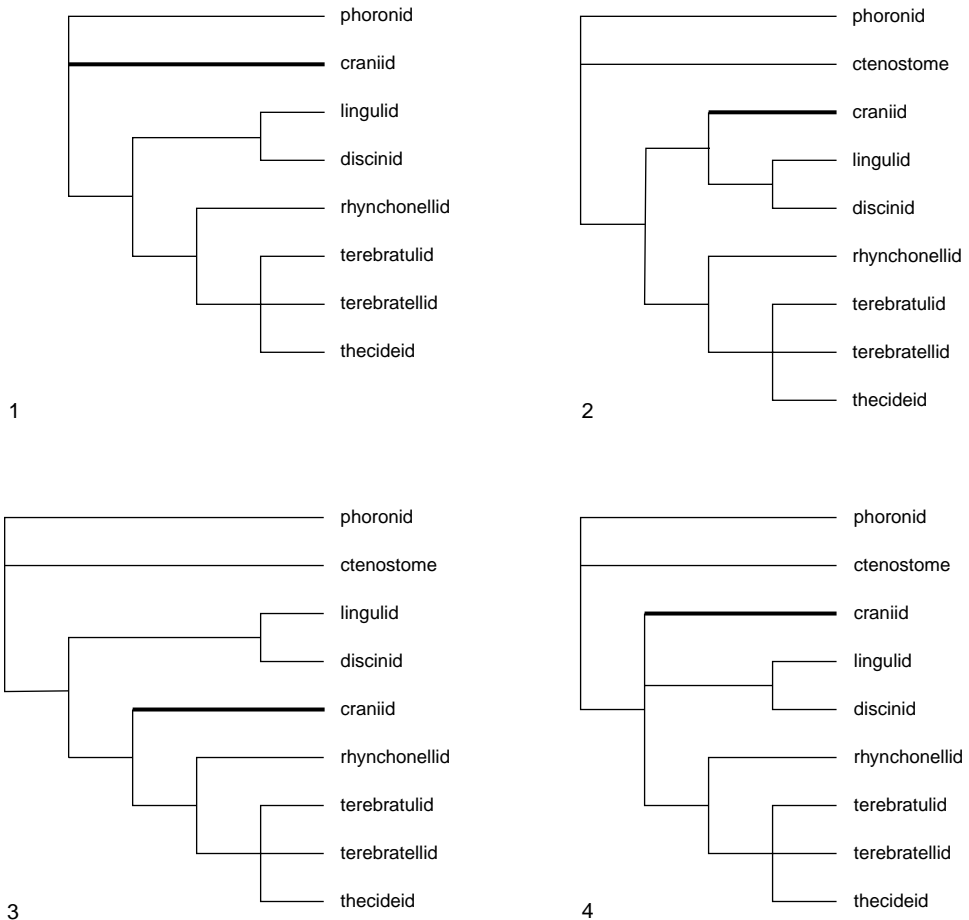 phoronid
craniid
lingulid
discinid
rhynchonellid
terebratulid
terebratellid
thecideid
1
phoronid
ctenostome
craniid
lingulid
discinid
rhynchonellid
terebratulid
terebratellid
thecideid
2
phoronid
ctenostome
lingulid
discinid
craniid
rhynchonellid
terebratulid
terebratellid
thecideid
3
phoronid
ctenostome
craniid
lingulid
discinid
rhynchonellid
terebratulid
terebratellid
thecideid
4